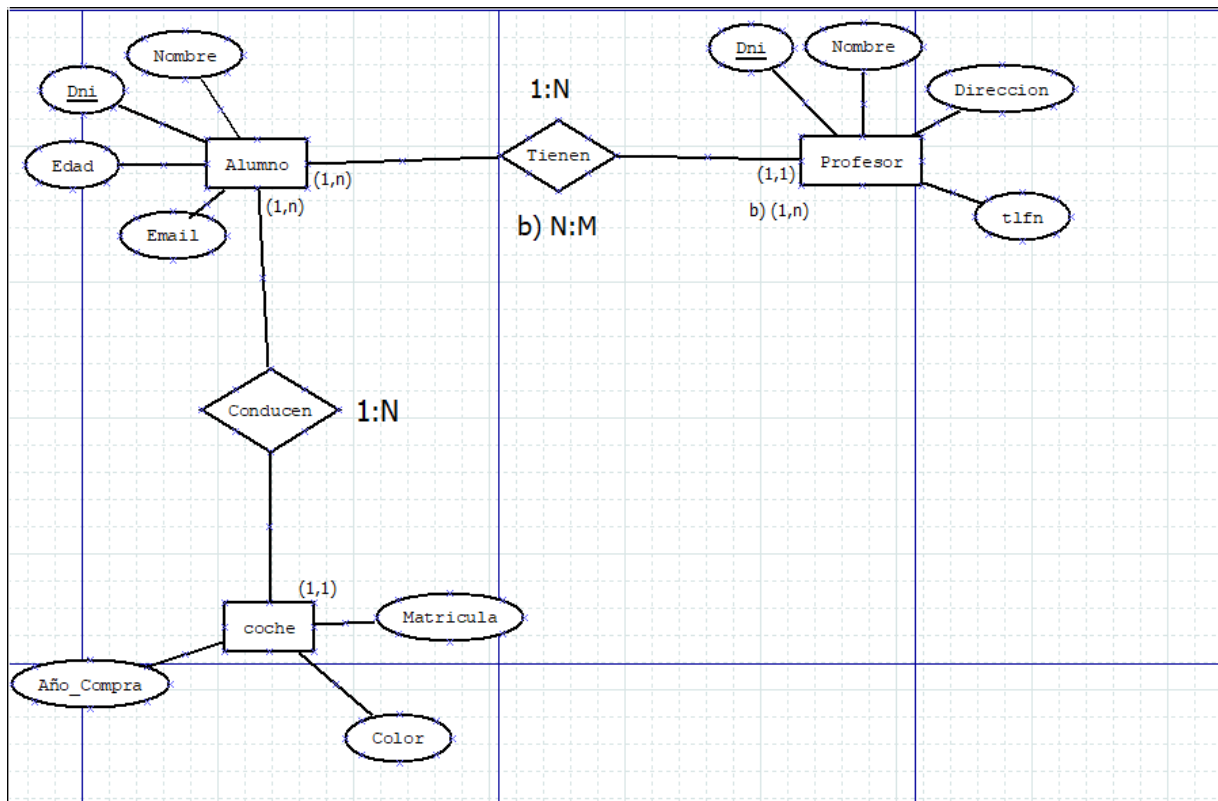 Nombre
Dni
Edad
Alumno
(1,n)
(1,n)
Email
1:N
Tienen
b) N:M
Dni
Nombre
Direccion
Profesor
(1,1)
b) (1,n)
tlfn
Conducen
1:N
(1,1)
coche
Matricula
Año_Compra
Color